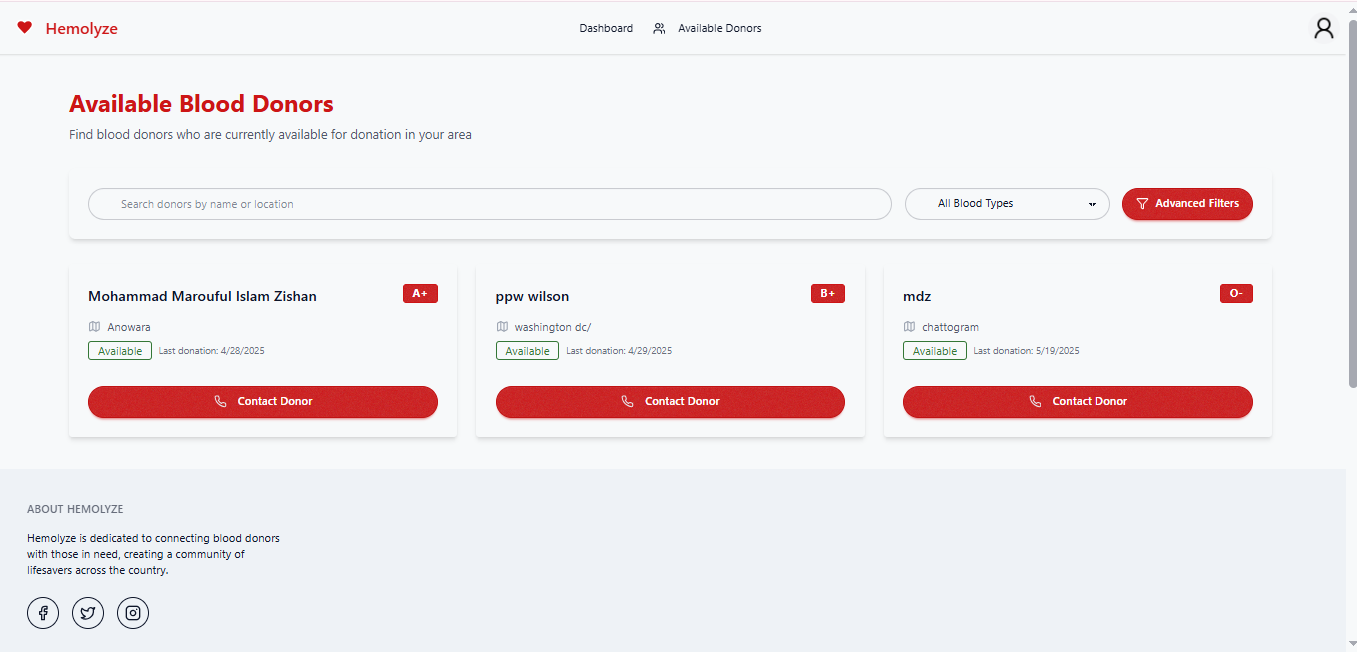 Hemolyze
Dashboard
Available Donors
Available Blood Donors
Find blood donors who are currently available for donation in your area
Search donors by name or location
All Blood Types
Advanced Filters
Mohammad Marouful Islam Zishan
A+
Anowara
Available
Last donation: 4/28/2025
Contact Donor
ppw wilson
B+
washington dc/
Available
Last donation: 4/29/2025
Contact Donor
mdz
O-
chattogram
Available
Last donation: 5/19/2025
Contact Donor
ABOUT HEMOLYZE
Hemolyze is dedicated to connecting blood donors
with those in need, creating a community of
lifesavers across the country.